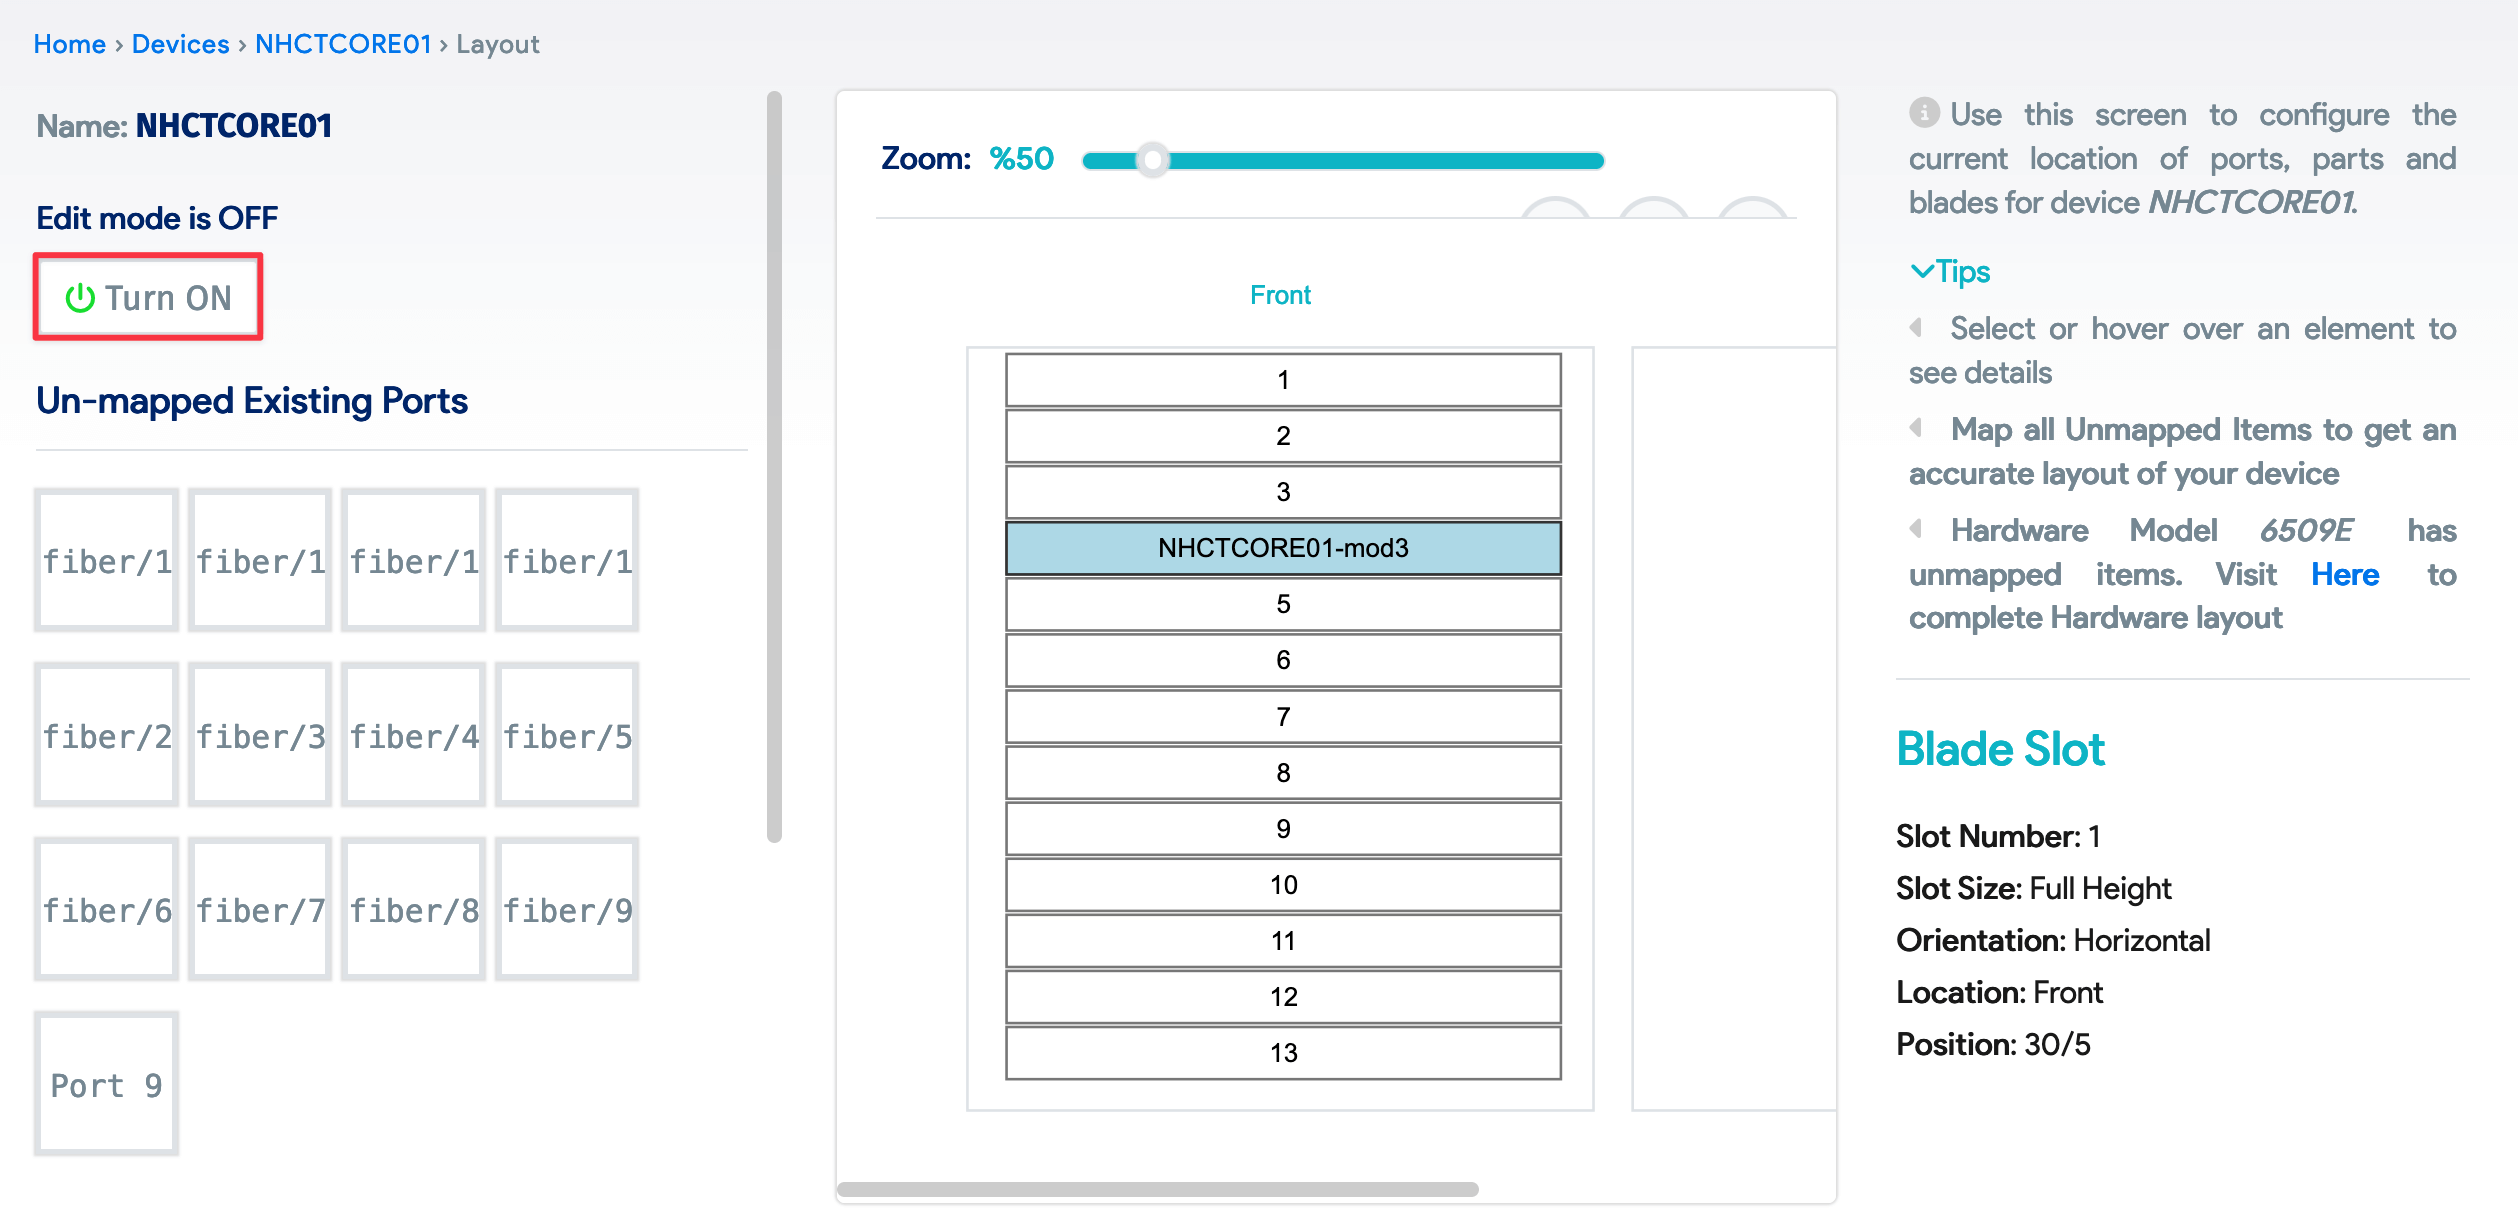 Home › Devices › NHCTCORE01 › Layout
Name: NHCTCORE01
Edit mode is OFF
Turn ON
Un-mapped Existing Ports
fiber/1 fiber/1 fiber/1 fiber/1
fiber/2 fiber/3 fiber/4 fiber/5
fiber/6 fiber/7 fiber/8 fiber/9
Port 9
Zoom: %50
Front
1
2
3
NHCTCORE01-mod3
5
6
7
8
9
10
11
12
13
Use this screen to configure the
current location of ports, parts and
blades for device NHCTCORE01.
Tips
Select or hover over an element to
see details
Map all Unmapped Items to get an
accurate layout of your device
Hardware Model 6509E has
unmapped items. Visit Here to
complete Hardware layout
Blade Slot
Slot Number: 1
Slot Size: Full Height
Orientation: Horizontal
Location: Front
Position: 30/5